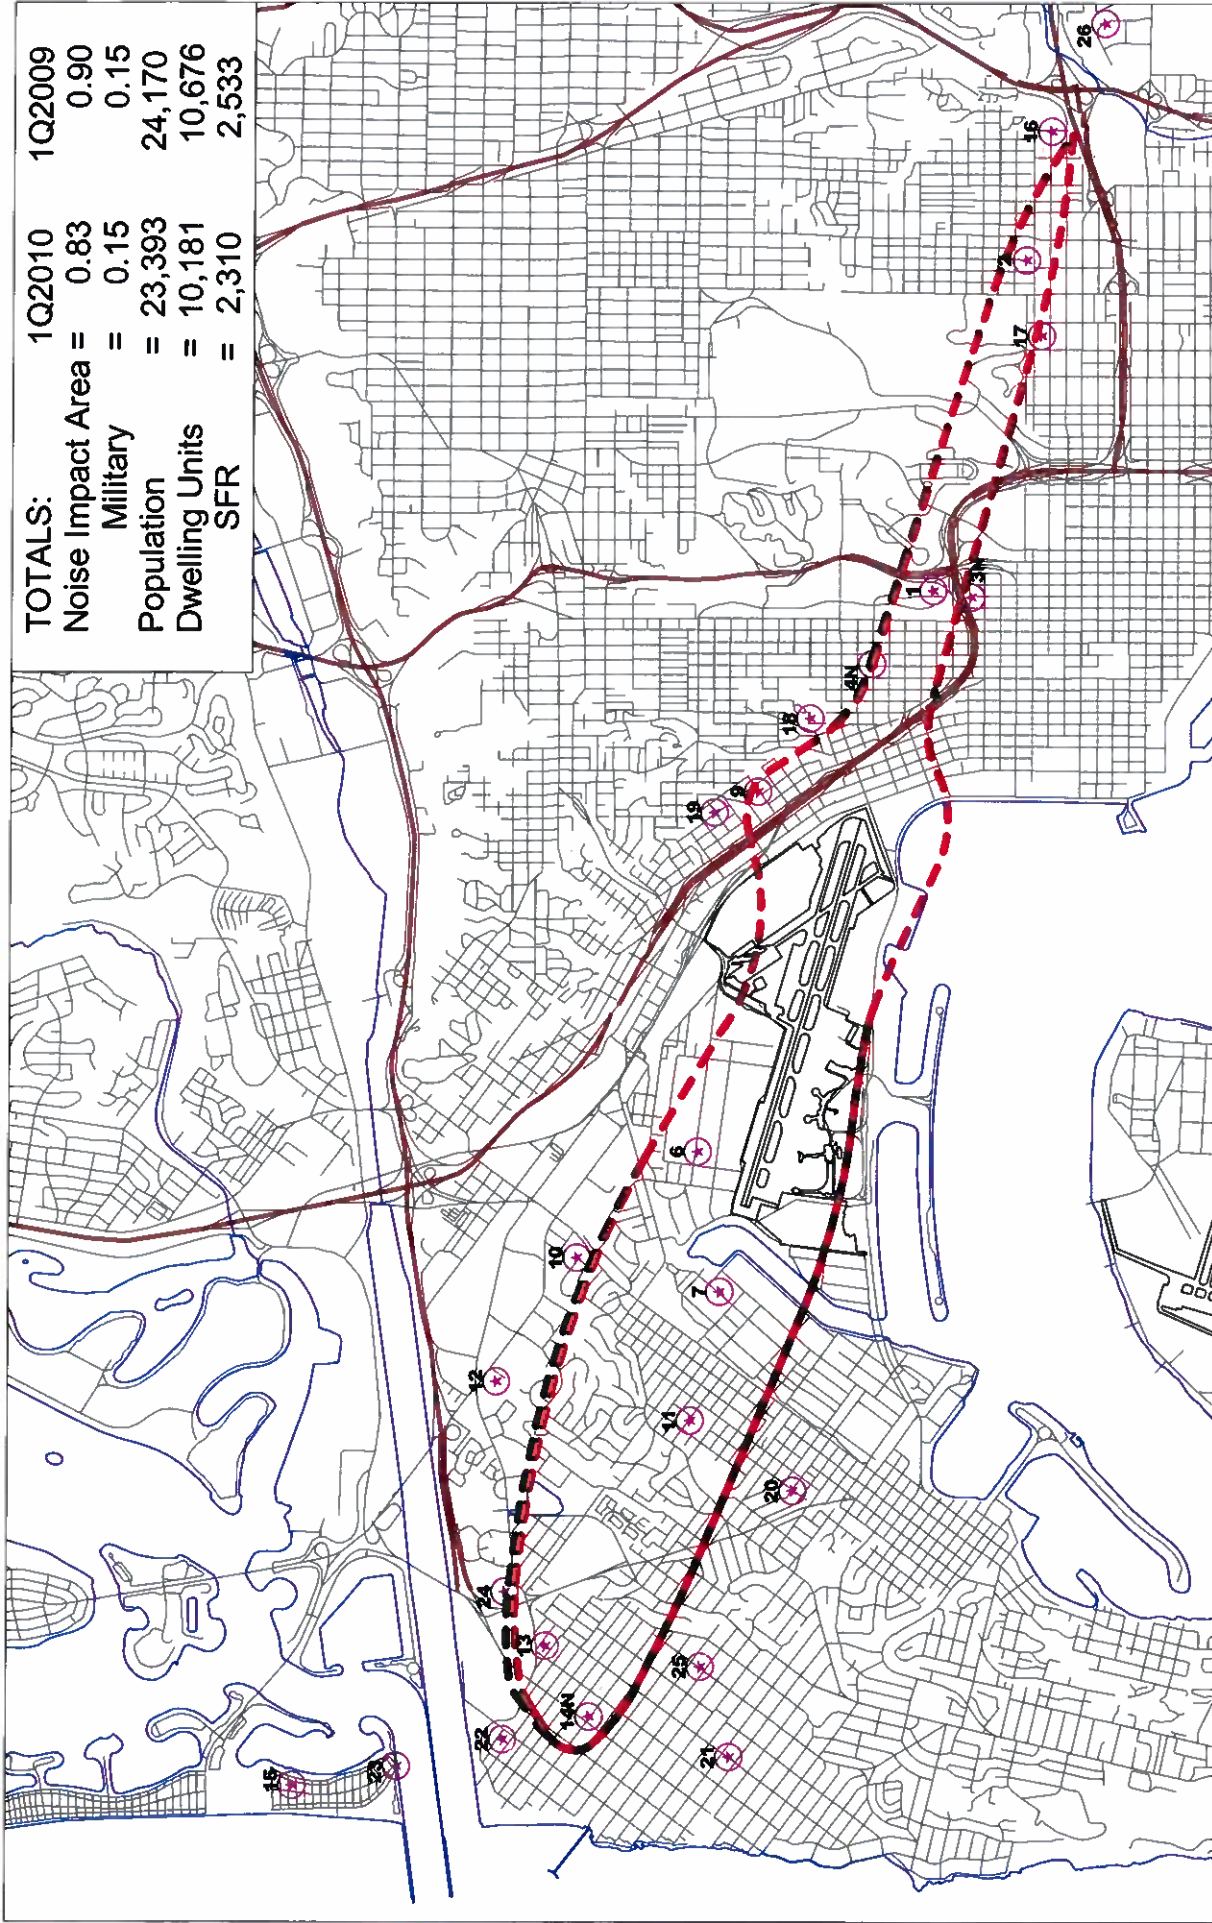 TOTALS: 1Q2010 1Q2009
Noise Impact Area = 0.83 0.90
Military = 0.15 0.15
Population = 23,393 24,170
Dwelling Units = 10,181 10,676
SFR = 2,310 2,533
15
23
22
24
13
14N
12
10
25
21
11
20
7
6
19
9
18
4N
1
3N
2
17
16
26